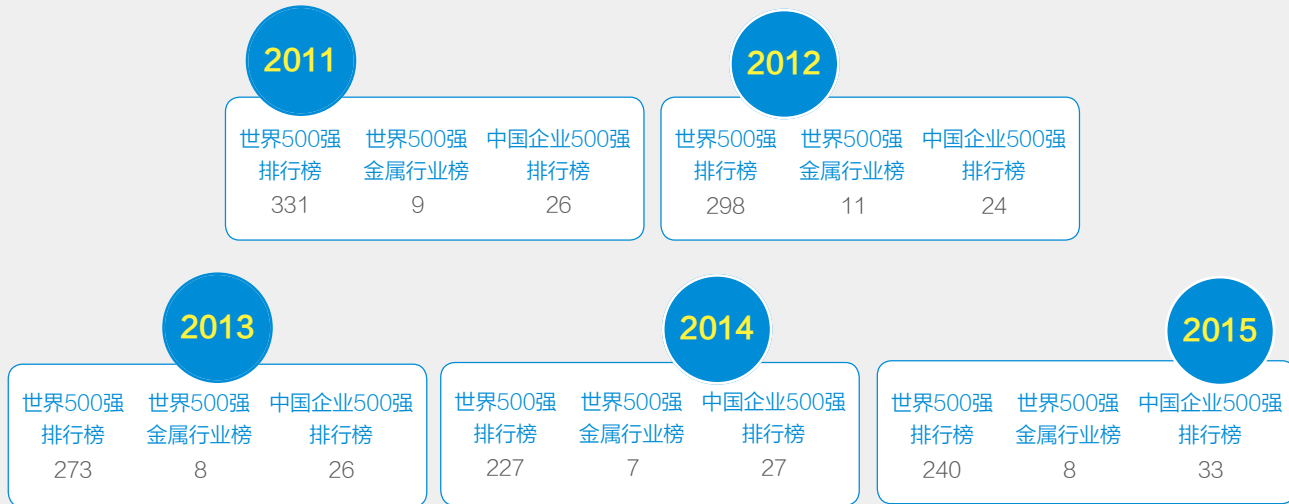 2011
世界500强 世界500强 中国企业500强
排行榜 金属行业榜 排行榜
331 9 26
2012
世界500强 世界500强 中国企业500强
排行榜 金属行业榜 排行榜
298 11 24
2013
世界500强 世界500强 中国企业500强
排行榜 金属行业榜 排行榜
273 8 26
2014
世界500强 世界500强 中国企业500强
排行榜 金属行业榜 排行榜
227 7 27
2015
世界500强 世界500强 中国企业500强
排行榜 金属行业榜 排行榜
240 8 33